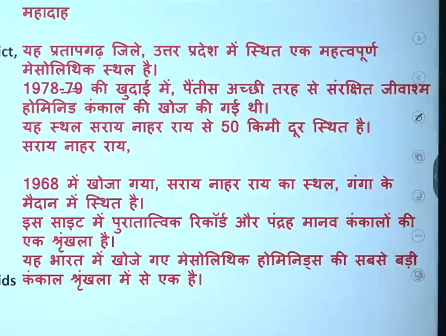 महादाह
ict, यह प्रतापगढ़ जिले, उत्तर प्रदेश में स्थित एक महत्वपूर्ण
मेसोलिथिक स्थल है।
1978-79 की खुदाई में, पैंतीस अच्छी तरह से संरक्षित जीवाश्म
होमिनिड कंकाल की खोज की गई थी।
यह स्थल सराय नाहर राय से 50 किमी दूर स्थित है।
सराय नाहर राय,
1968 में खोजा गया, सराय नाहर राय का स्थल, गंगा के
मैदान में स्थित है।
इस साइट में पुरातात्विक रिकॉर्ड और पंद्रह मानव कंकालों की
एक श्रृंखला है।
यह भारत में खोजे गए मेसोलिथिक होमिनिड्स की सबसे बड़ी
ids कंकाल श्रृंखला में से एक है।